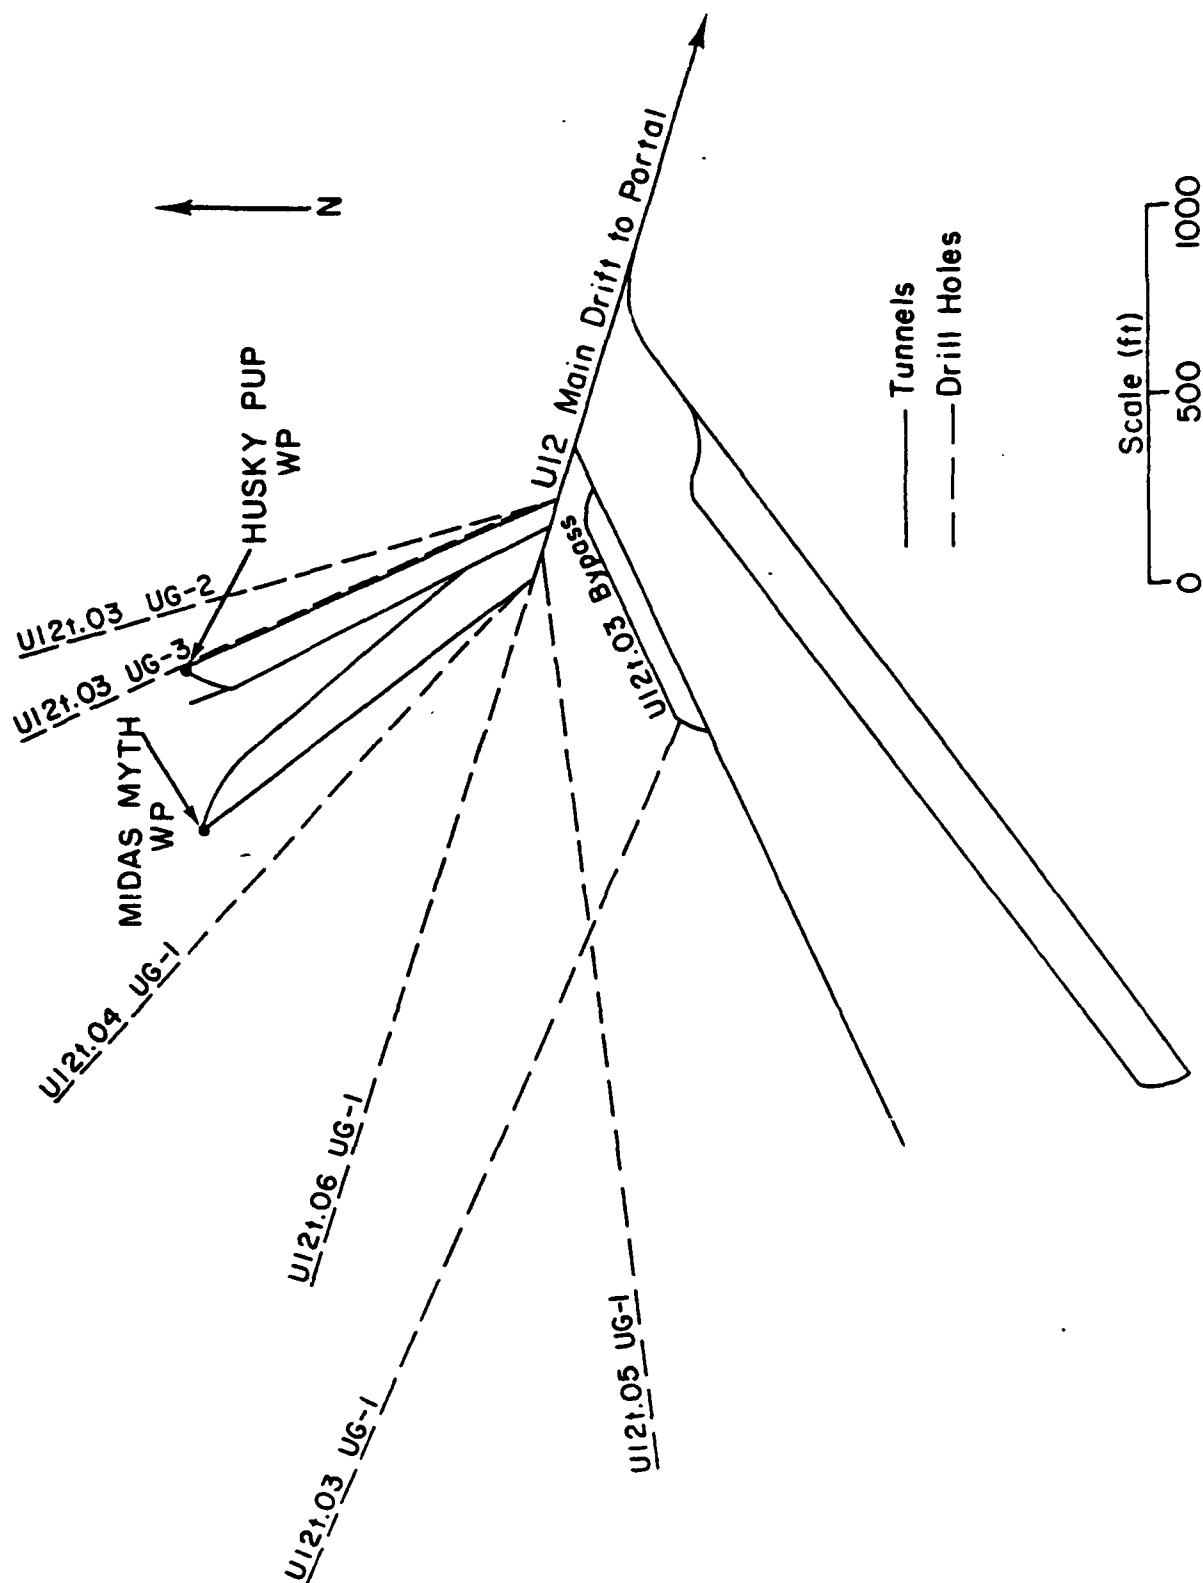 U12t.03 UG-2
U12t.03 UG-3
HUSKY PUP
WP
MIDAS MYTH
WP
U12t.04 UG-1
U12t.06 UG-1
U12t.03 UG-1
U12t.05 UG-1
U12 Main Drift to Portal
U12t.03 Bypass
N
Tunnels
Drill Holes
Scale (ft)
0 500 1000